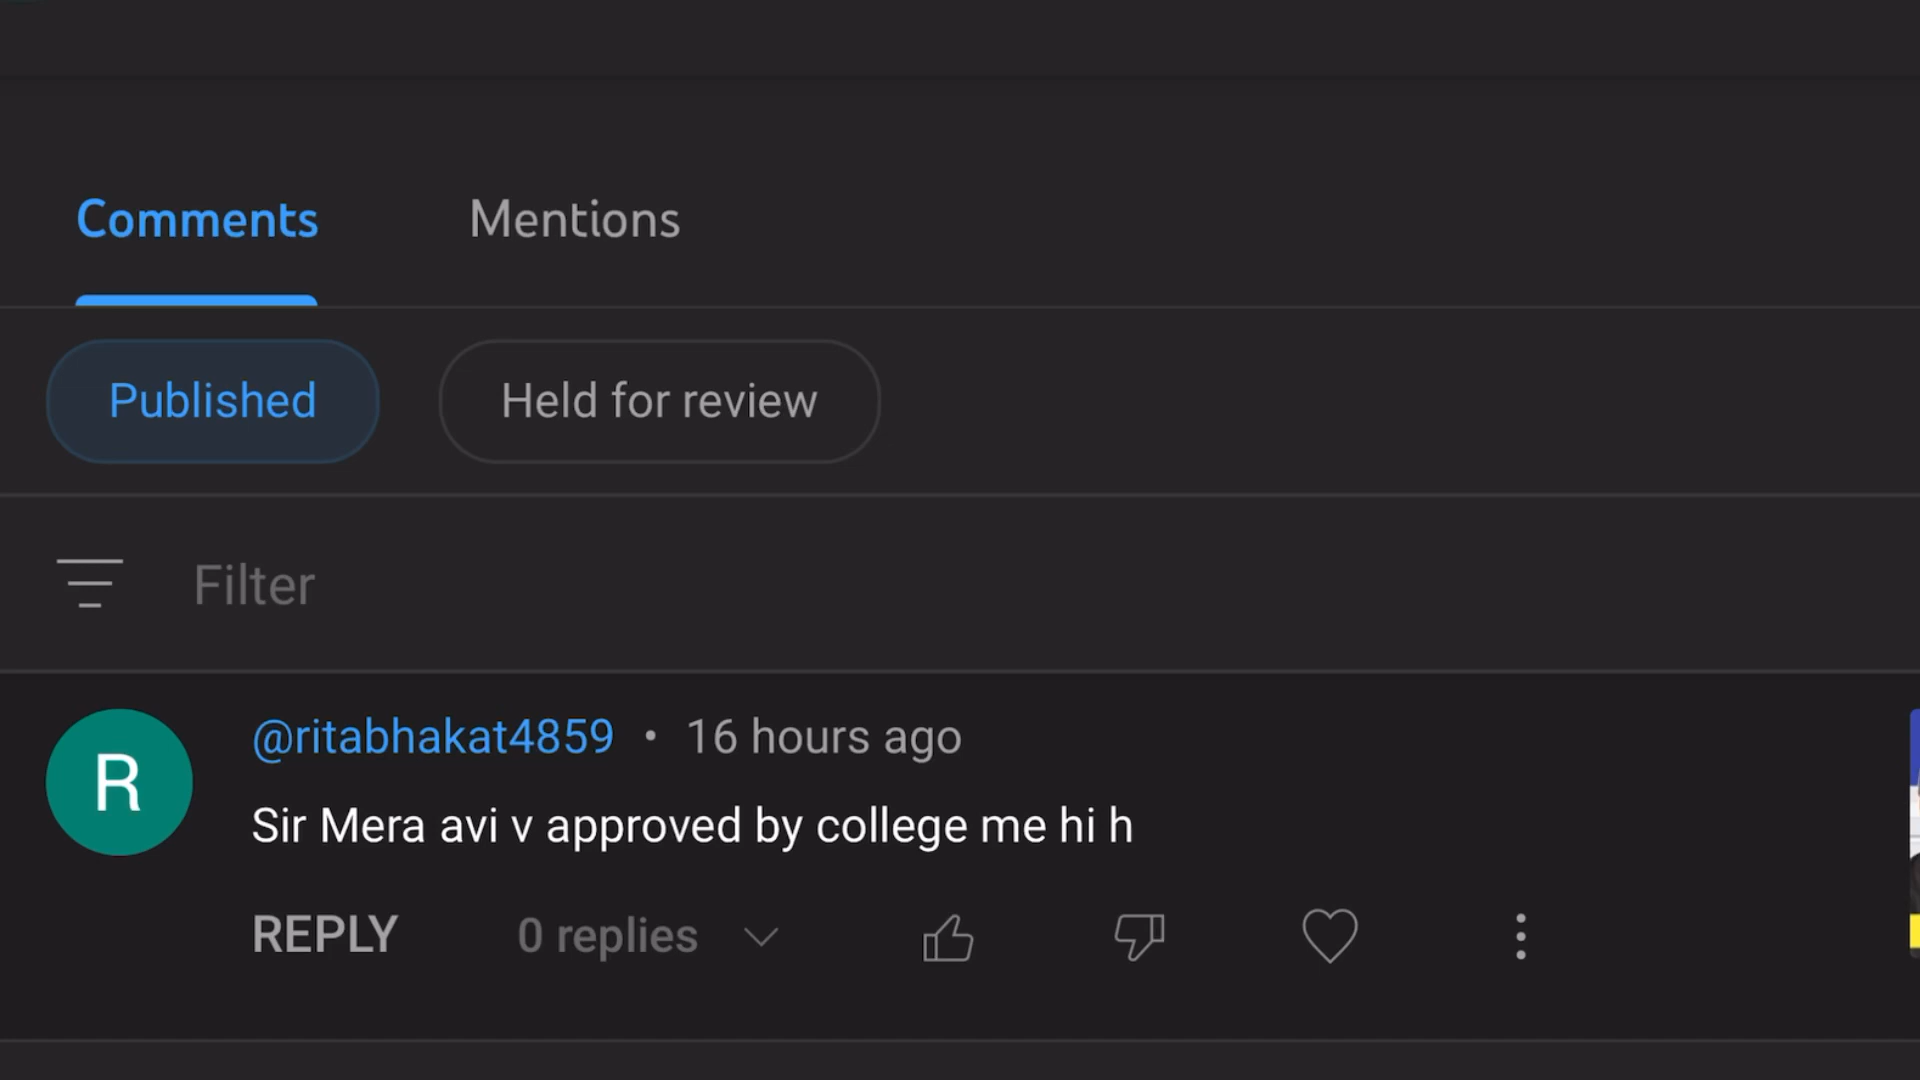 Comments Mentions
Published Held for review
Filter
R
@ritabhakat4859 • 16 hours ago
Sir Mera avi v approved by college me hi h
REPLY 0 replies